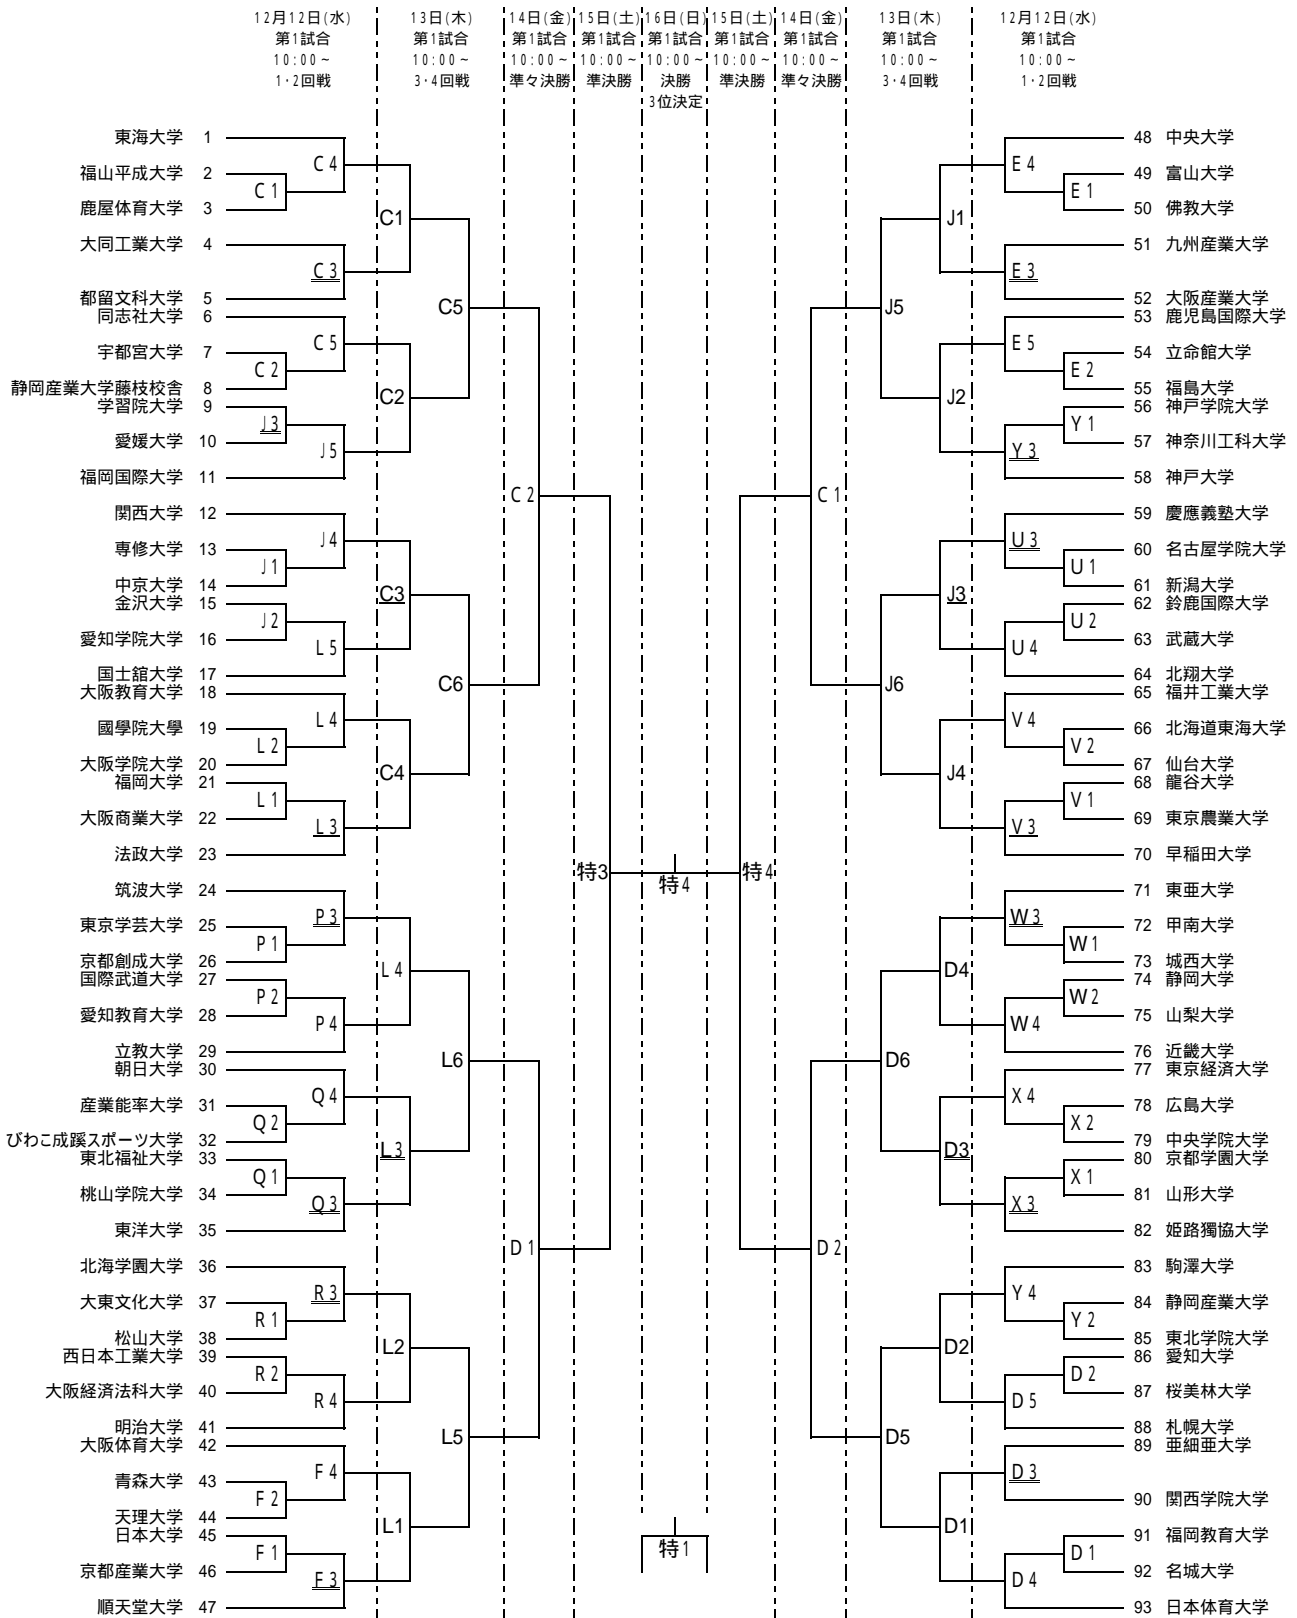 12月12日(水) 13日(木) 14日(金) 15日(土) 16日(日) 15日(土) 14日(金) 13日(木) 12月12日(水)
第1試合 第1試合 第1試合 第1試合 第1試合 第1試合 第1試合 第1試合 第1試合
10:00~ 10:00~ 10:00~ 10:00~ 10:00~ 10:00~ 10:00~ 10:00~ 10:00~
1・2回戦 3・4回戦 準々決勝 準決勝 決勝 準決勝 準々決勝 3・4回戦 1・2回戦
3位決定
東海大学 1 48 中央大学
C4 E4
福山平成大学 2 49 富山大学
C1 E1
鹿屋体育大学 3 50 佛教大学
C1 J1
大同工業大学 4 51 九州産業大学
C3 E3
都留文科大学 5 52 大阪産業大学
C5 J5
同志社大学 6 53 鹿児島国際大学
C5 E5
宇都宮大学 7 54 立命館大学
C2 E2
静岡産業大学藤枝校舎 8 55 福島大学
C2 J2
学習院大学 9 56 神戸学院大学
J3 Y1
愛媛大学 10 57 神奈川工科大学
J5 Y3
福岡国際大学 11 58 神戸大学
C2 C1
関西大学 12 59 慶應義塾大学
J4 U3
専修大学 13 60 名古屋学院大学
J1 U1
中京大学 14 61 新潟大学
C3 J3
金沢大学 15 62 鈴鹿国際大学
J2 U2
愛知学院大学 16 63 武蔵大学
L5 U4
国士舘大学 17 64 北翔大学
C6 J6
大阪教育大学 18 65 福井工業大学
L4 V4
國學院大學 19 66 北海道東海大学
L2 V2
大阪学院大学 20 67 仙台大学
C4 J4
福岡大学 21 68 龍谷大学
L1 V1
大阪商業大学 22 69 東京農業大学
L3 V3
法政大学 23 70 早稲田大学
特3 特4 特4
筑波大学 24 71 東亜大学
P3 W3
東京学芸大学 25 72 甲南大学
P1 W1
京都創成大学 26 73 城西大学
L4 D4
国際武道大学 27 74 静岡大学
P2 W2
愛知教育大学 28 75 山梨大学
P4 W4
立教大学 29 76 近畿大学
L6 D6
朝日大学 30 77 東京経済大学
Q4 X4
産業能率大学 31 78 広島大学
Q2 X2
びわこ成蹊スポーツ大学 32 79 中央学院大学
L3 D3
東北福祉大学 33 80 京都学園大学
Q1 X1
桃山学院大学 34 81 山形大学
Q3 X3
東洋大学 35 82 姫路獨協大学
D1 D2
北海学園大学 36 83 駒澤大学
R3 Y4
大東文化大学 37 84 静岡産業大学
R1 Y2
松山大学 38 85 東北学院大学
L2 D2
西日本工業大学 39 86 愛知大学
R2 D2
大阪経済法科大学 40 87 桜美林大学
R4 D5
明治大学 41 88 札幌大学
L5 D5
大阪体育大学 42 89 亜細亜大学
F4 D3
青森大学 43 90 関西学院大学
F2
天理大学 44
L1 D1
日本大学 45 91 福岡教育大学
F1 特1 D1
京都産業大学 46 92 名城大学
F3 D4
順天堂大学 47 93 日本体育大学